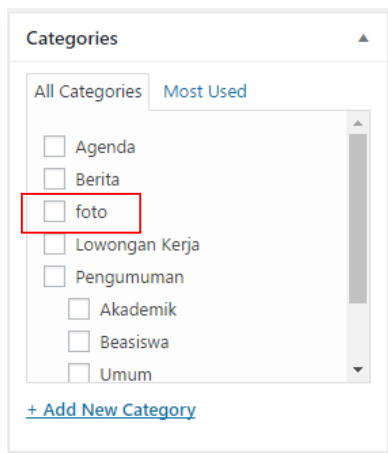 Categories
All Categories Most Used
Agenda
Berita
foto
Lowongan Kerja
Pengumuman
Akademik
Beasiswa
Umum
+ Add New Category